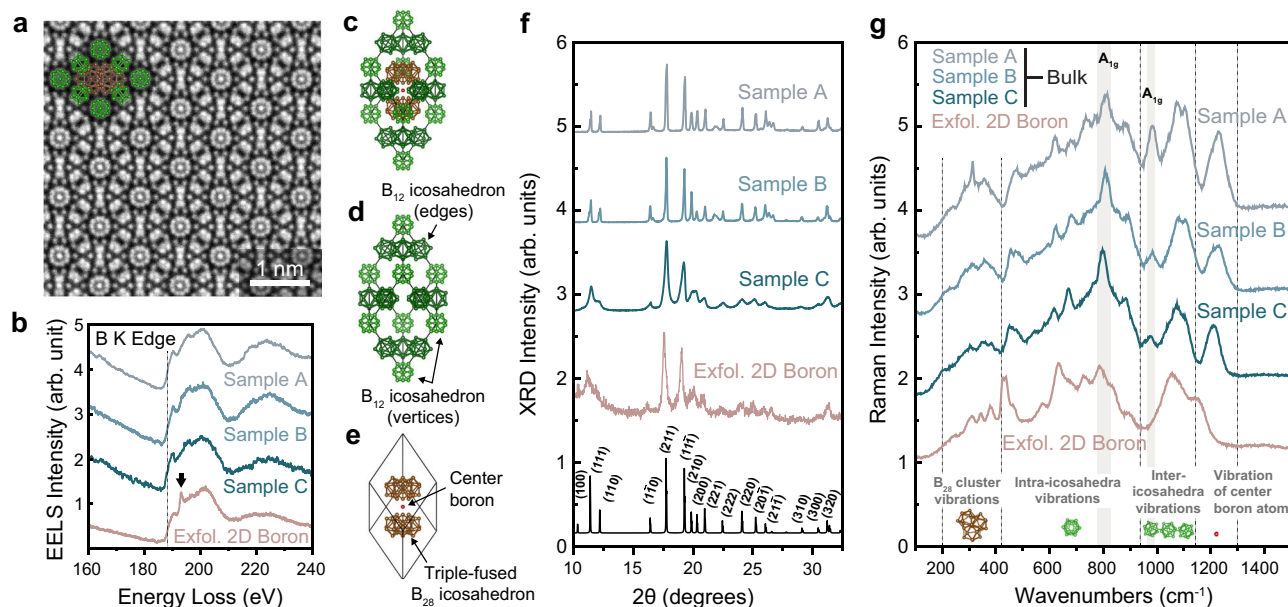 a
1 nm
b
EELS Intensity (arb. unit)
5
4
3
2
1
B K Edge
Sample A
Sample B
Sample C
Exfol. 2D Boron
160 180 200 220 240
Energy Loss (eV)
c
d
B₁₂ icosahedron
(edges)
B₁₂ icosahedron
(vertices)
e
Center
boron
Triple-fused
B₂₈ icosahedron
f
XRD Intensity (arb. units)
6
5
4
3
2
1
0
Sample A
Sample B
Sample C
Exfol. 2D Boron
(100)
(111)
(110)
(11̅0)
(211)
(111̅)
(210)
(200)
(221)
(222)
(220)
(201̅)
(211̅)
(310)
(300)
(320)
10 15 20 25 30
2θ (degrees)
g
Raman Intensity (arb. units)
6
5
4
3
2
1
0
Sample A
Sample B
Sample C
Bulk
Exfol. 2D Boron
A₁g
A₁g
Sample A
Sample B
Sample C
Exfol. 2D Boron
B₂₈ cluster
vibrations
Intra-icosahedra
vibrations
Inter-
icosahedra
vibrations
Vibration
of center
boron atom
200 400 600 800 1000 1200 1400
Wavenumbers (cm⁻¹)